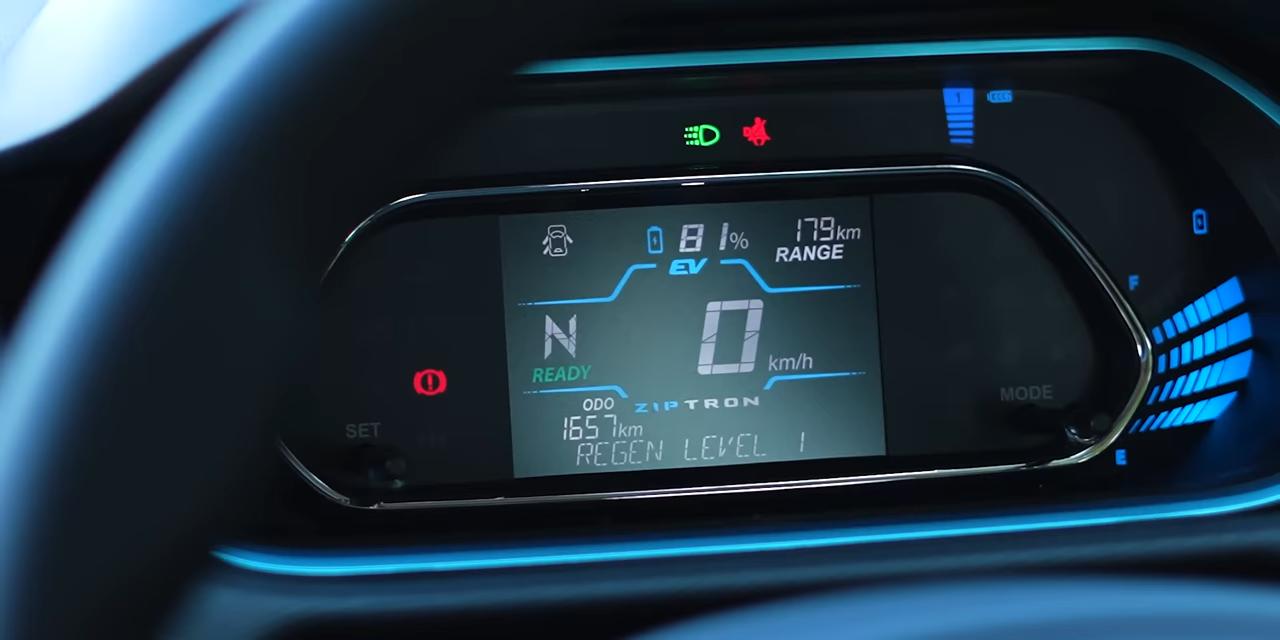 1
81% 179km
RANGE
EV
F
N 0 km/h
READY
ZIPTRON
ODO
1657km
MODE
SET
REGEN LEVEL 1
E